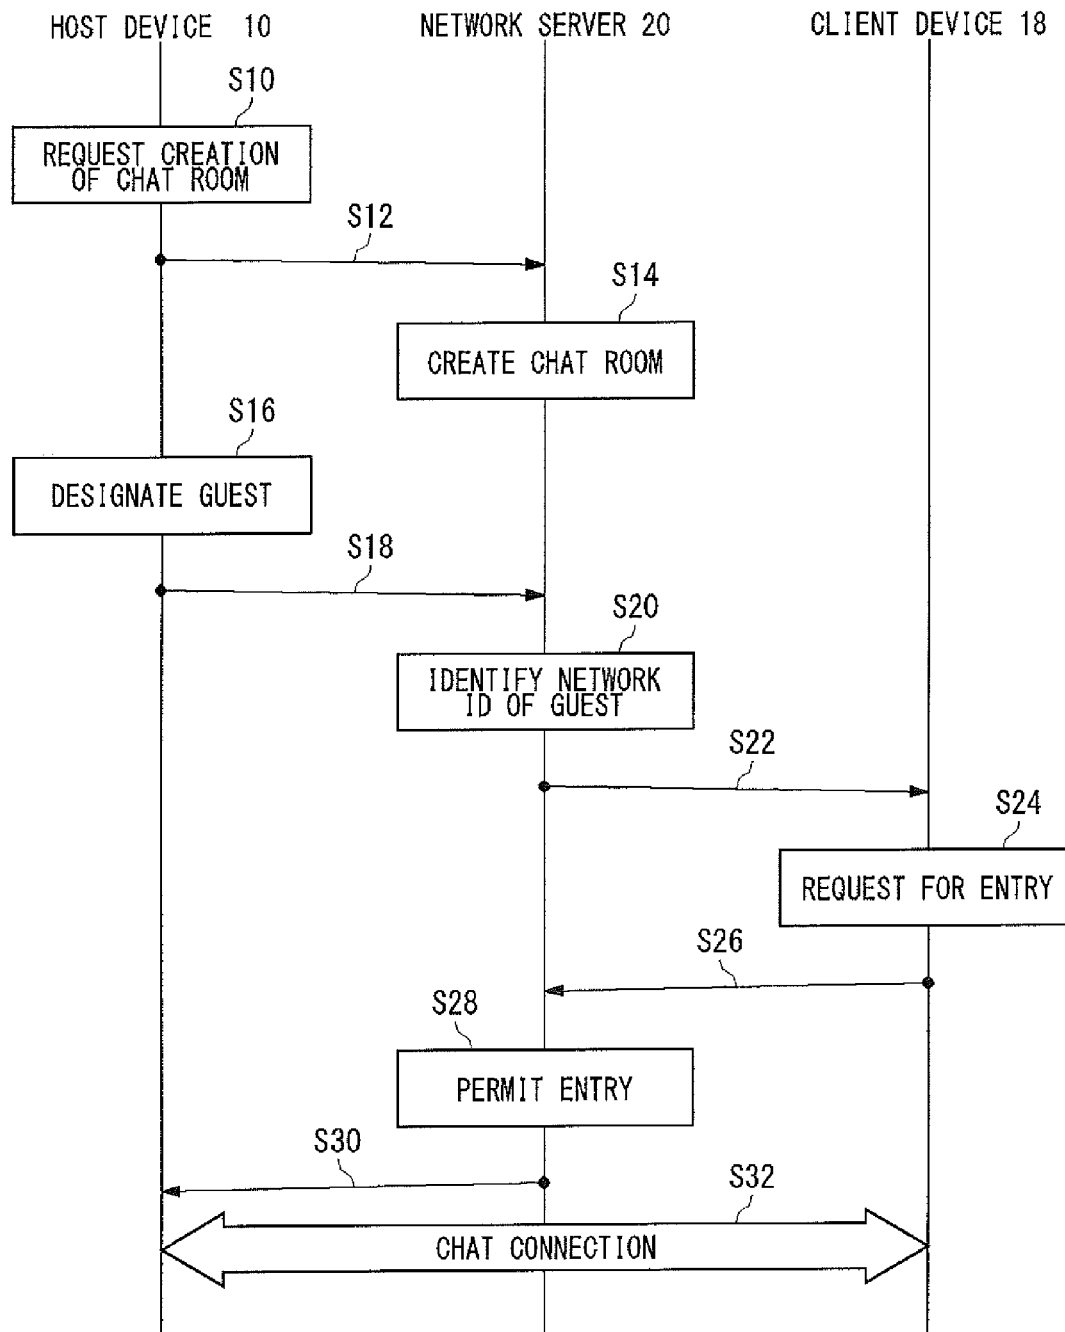 HOST DEVICE 10
NETWORK SERVER 20
CLIENT DEVICE 18
S10
REQUEST CREATION
OF CHAT ROOM
S12
S14
CREATE CHAT ROOM
S16
DESIGNATE GUEST
S18
S20
IDENTIFY NETWORK
ID OF GUEST
S22
S24
REQUEST FOR ENTRY
S26
S28
PERMIT ENTRY
S30
S32
CHAT CONNECTION